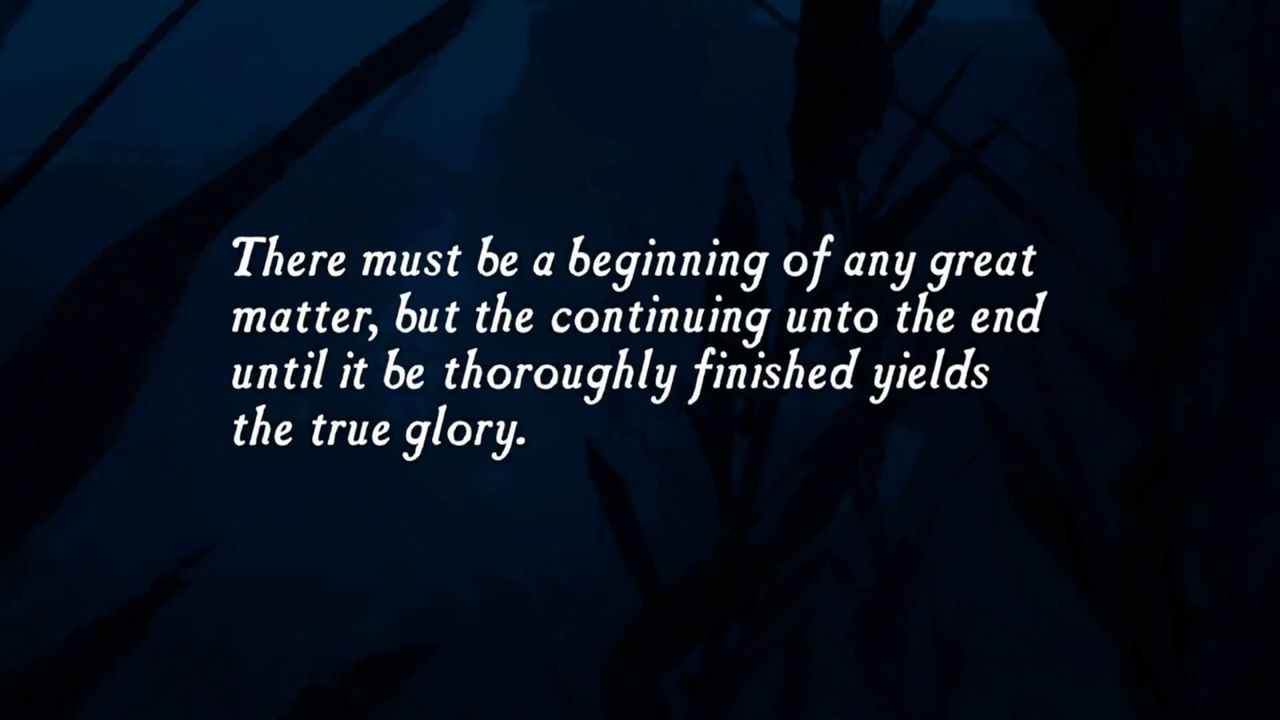 There must be a beginning of any great
matter, but the continuing unto the end
until it be thoroughly finished yields
the true glory.